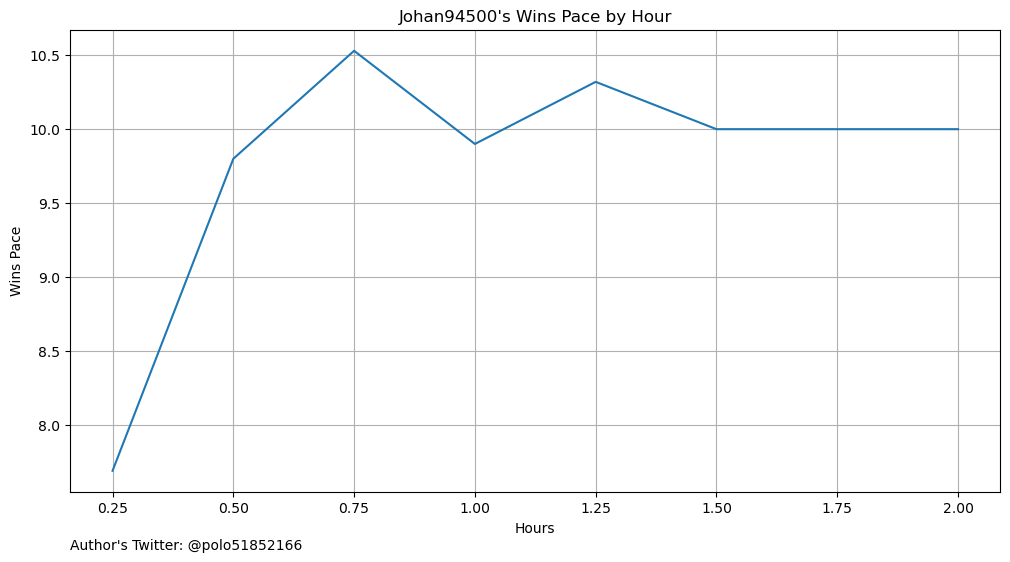 Johan94500's Wins Pace by Hour
10.5
10.0
9.5
9.0
8.5
8.0
Wins Pace
0.25 0.50 0.75 1.00 1.25 1.50 1.75 2.00
Hours
Author's Twitter: @polo51852166